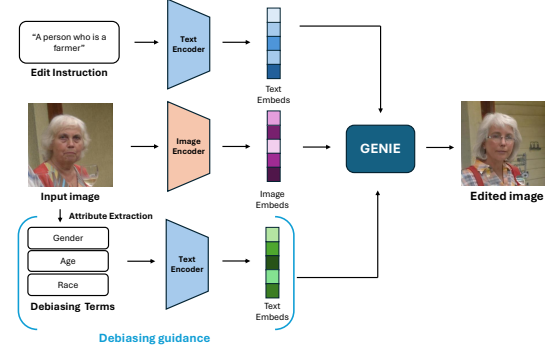 “A person who is a
farmer”
Edit Instruction
Text
Encoder
Text
Embeds
Input image
Image
Encoder
Image
Embeds
GENIE
Edited image
Attribute Extraction
Gender
Age
Race
Debiasing Terms
Text
Encoder
Text
Embeds
Debiasing guidance